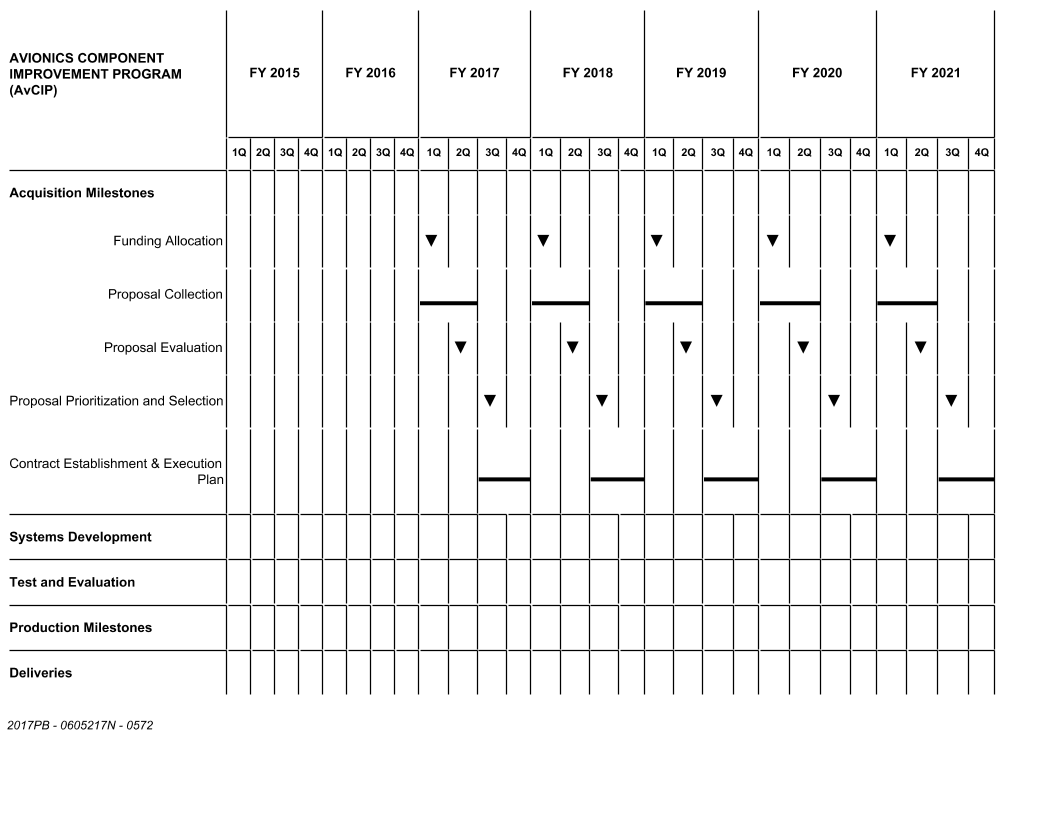 AVIONICS COMPONENT
IMPROVEMENT PROGRAM
(AvCIP)
FY 2015 FY 2016 FY 2017 FY 2018 FY 2019 FY 2020 FY 2021
1Q 2Q 3Q 4Q 1Q 2Q 3Q 4Q 1Q 2Q 3Q 4Q 1Q 2Q 3Q 4Q 1Q 2Q 3Q 4Q 1Q 2Q 3Q 4Q 1Q 2Q 3Q 4Q
Acquisition Milestones
Funding Allocation
Proposal Collection
Proposal Evaluation
Proposal Prioritization and Selection
Contract Establishment & Execution
Plan
Systems Development
Test and Evaluation
Production Milestones
Deliveries
2017PB - 0605217N - 0572